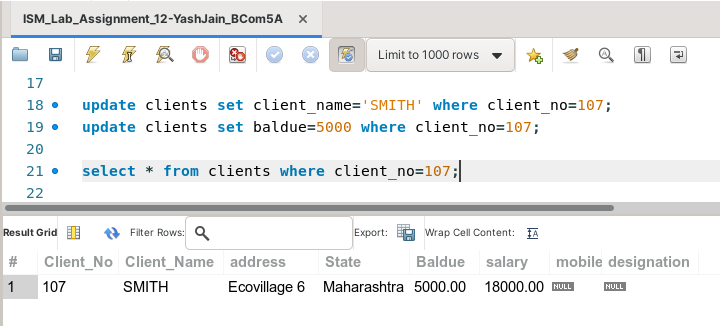 ISM_Lab_Assignment_12-YashJain_BCom5A ×
Limit to 1000 rows
17
18 update clients set client_name='SMITH' where client_no=107;
19 update clients set baldue=5000 where client_no=107;
20
21 select * from clients where client_no=107;
22
Result Grid Filter Rows: Export: Wrap Cell Content:
# Client_No Client_Name address State Baldue salary mobile designation
1 107 SMITH Ecovillage 6 Maharashtra 5000.00 18000.00 NULL NULL